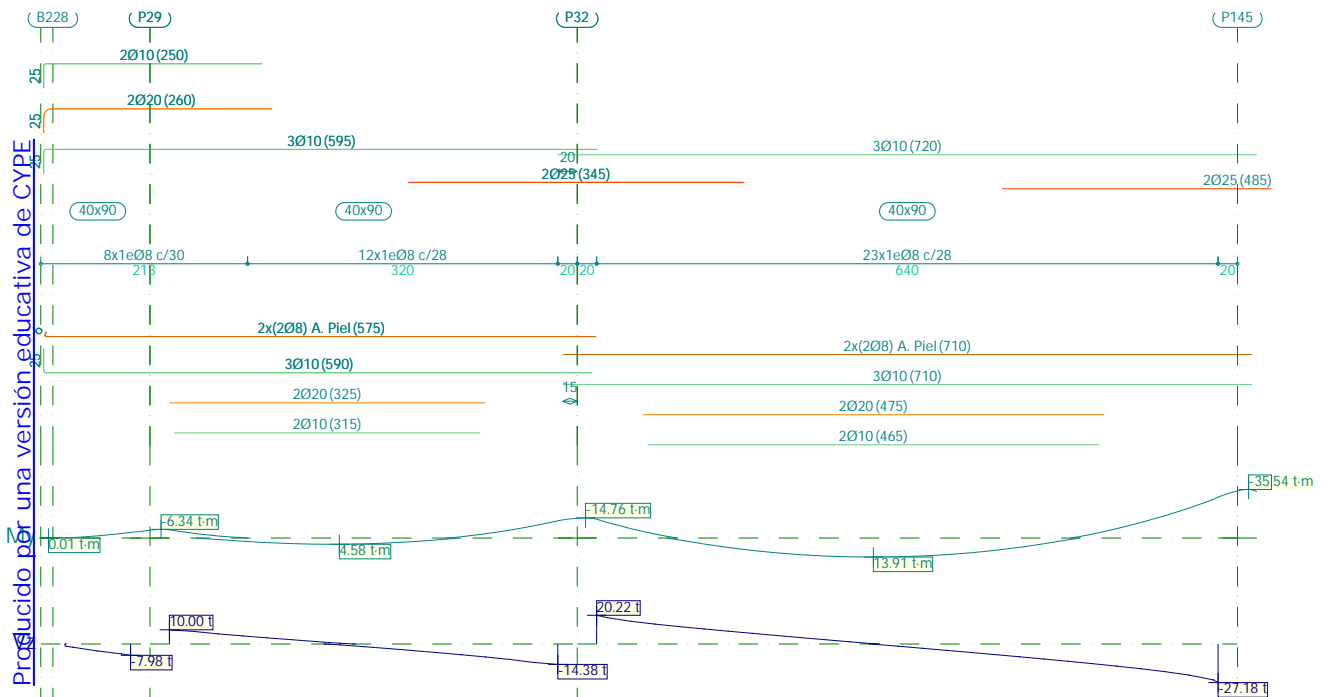 B228 P29 P32 P145
2Ø10 (250)
25
2Ø20 (260)
25
3Ø10 (595)
25
3Ø10 (720)
20
2Ø25 (345)
2Ø25 (485)
40x90 40x90 40x90
8x1eØ8 c/30 12x1eØ8 c/28 23x1eØ8 c/28
213 320 20 20 640 20
2x(2Ø8) A. Piel (575)
2x(2Ø8) A. Piel (710)
25
3Ø10 (590)
3Ø10 (710)
15
2Ø20 (325)
2Ø20 (475)
2Ø10 (315)
2Ø10 (465)
-35.54 t·m
-14.76 t·m
-6.34 t·m
0.01 t·m
4.58 t·m
13.91 t·m
20.22 t
10.00 t
-7.98 t
-14.38 t
-27.18 t
Producido por una versión educativa de CYPE